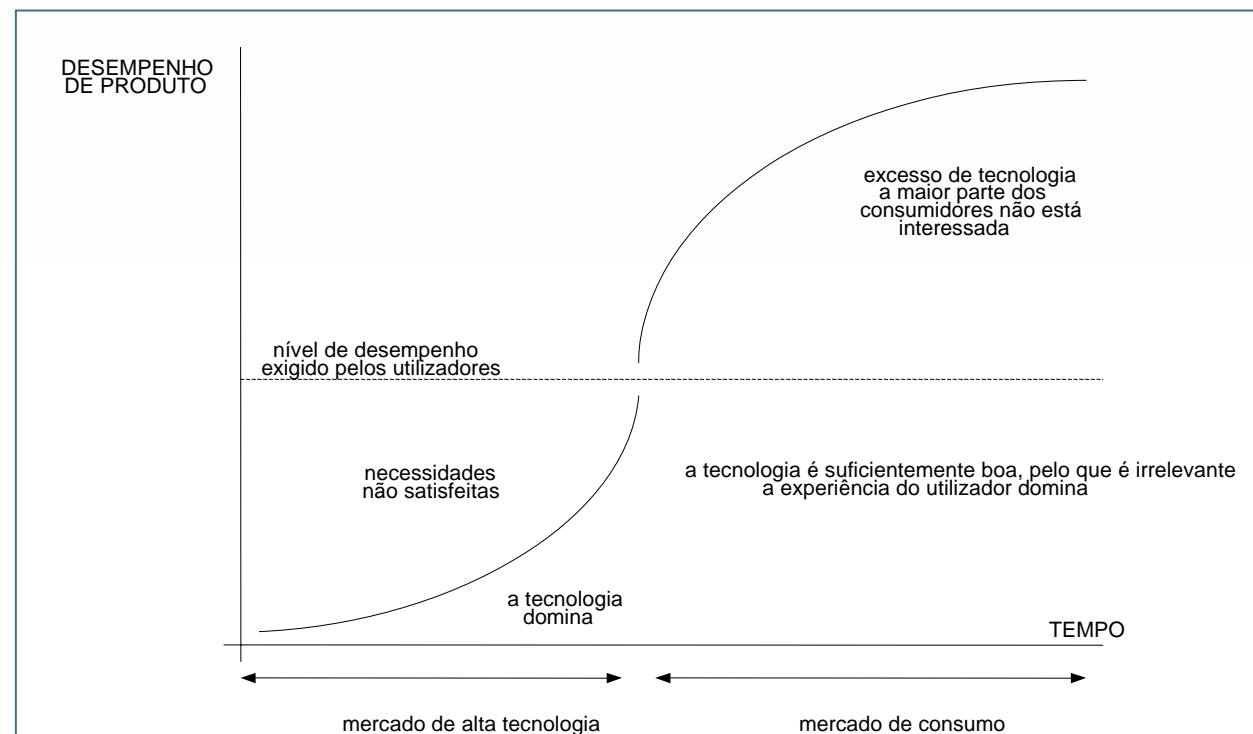 DESEMPENHO
DE PRODUTO
excesso de tecnologia
a maior parte dos
consumidores não está
interessada
nível de desempenho
exigido pelos utilizadores
necessidades
não satisfeitas
a tecnologia é suficientemente boa, pelo que é irrelevante
a experiência do utilizador domina
a tecnologia
domina
TEMPO
mercado de alta tecnologia
mercado de consumo